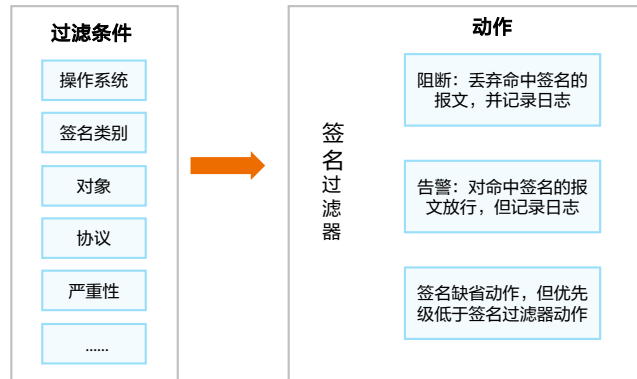 过滤条件
操作系统
签名类别
对象
协议
严重性
......
动作
签名过滤器
阻断：丢弃命中签名的
报文，并记录日志
告警：对命中签名的报
文放行，但记录日志
签名缺省动作，但优先
级低于签名过滤器动作